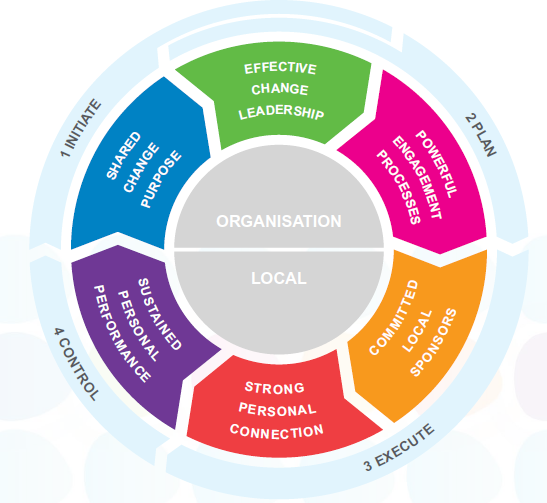 1 INITIATE
2 PLAN
3 EXECUTE
4 CONTROL
SHARED
CHANGE
PURPOSE
EFFECTIVE
CHANGE
LEADERSHIP
POWERFUL
ENGAGEMENT
PROCESSES
COMMITTED
LOCAL
SPONSORS
STRONG
PERSONAL
CONNECTION
SUSTAINED
PERSONAL
PERFORMANCE
ORGANISATION
LOCAL